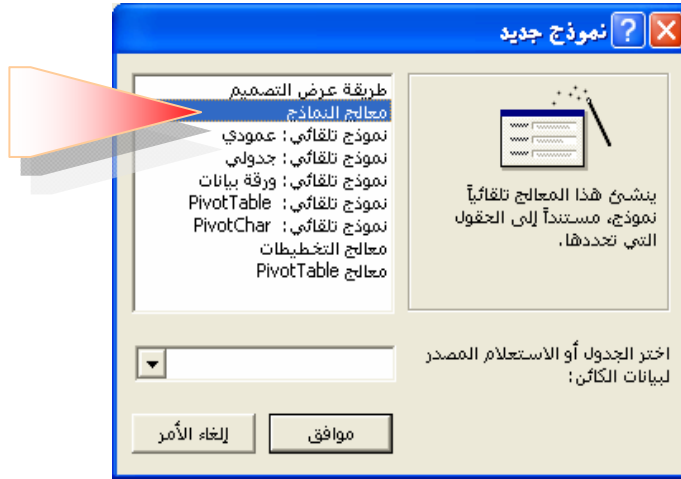 نموذج جديد
طريقة عرض التصميم
معالج النماذج
نموذج تلقائي: عمودي
نموذج تلقائي: جدولي
نموذج تلقائي: ورقة بيانات
نموذج تلقائي: PivotTable
نموذج تلقائي: PivotChar
معالج التخطيطات
معالج PivotTable
ينشئ هذا المعالج تلقائياً
نموذج، مستنداً إلى الحقول
التي تحددها.
اختر الجدول أو الاستعلام المصدر
لبيانات الكائن:
موافق
إلغاء الأمر